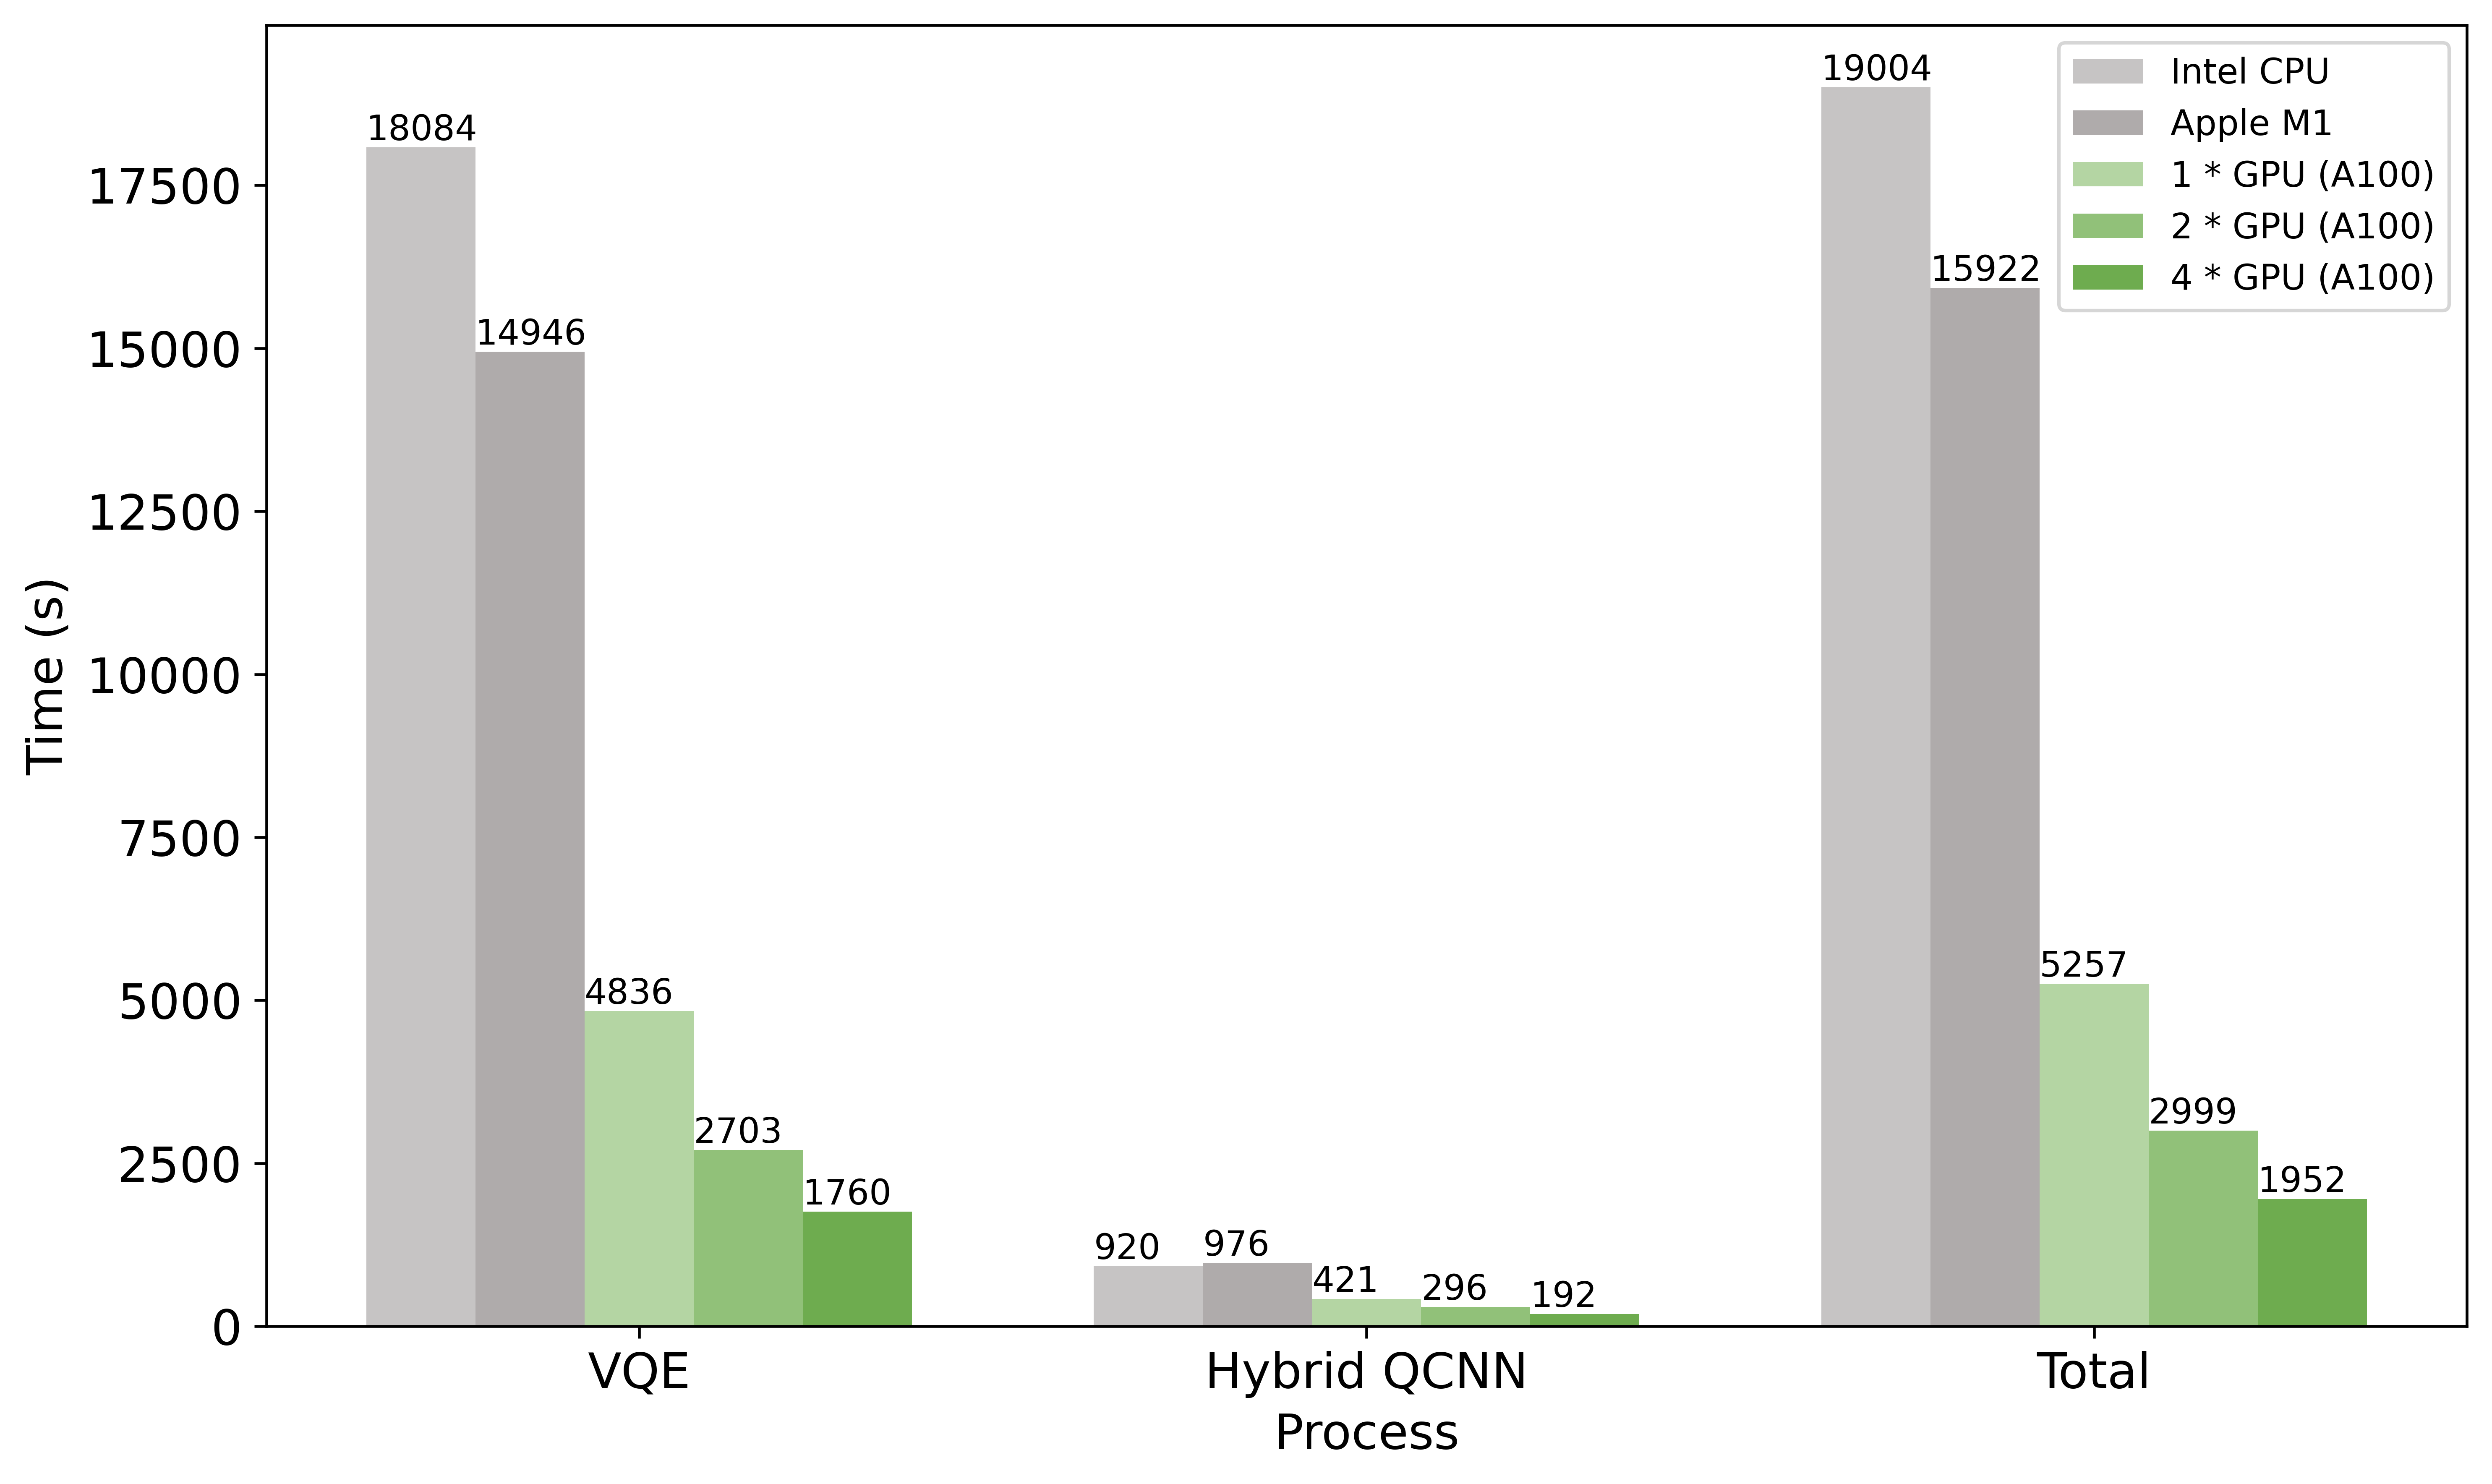 19004
18084
15922
14946
4836
2703
1760
920
976
421
296
192
5257
2999
1952
Intel CPU
Apple M1
1 * GPU (A100)
2 * GPU (A100)
4 * GPU (A100)
17500
15000
12500
10000
7500
5000
2500
0
Time (s)
VQE
Hybrid QCNN
Total
Process